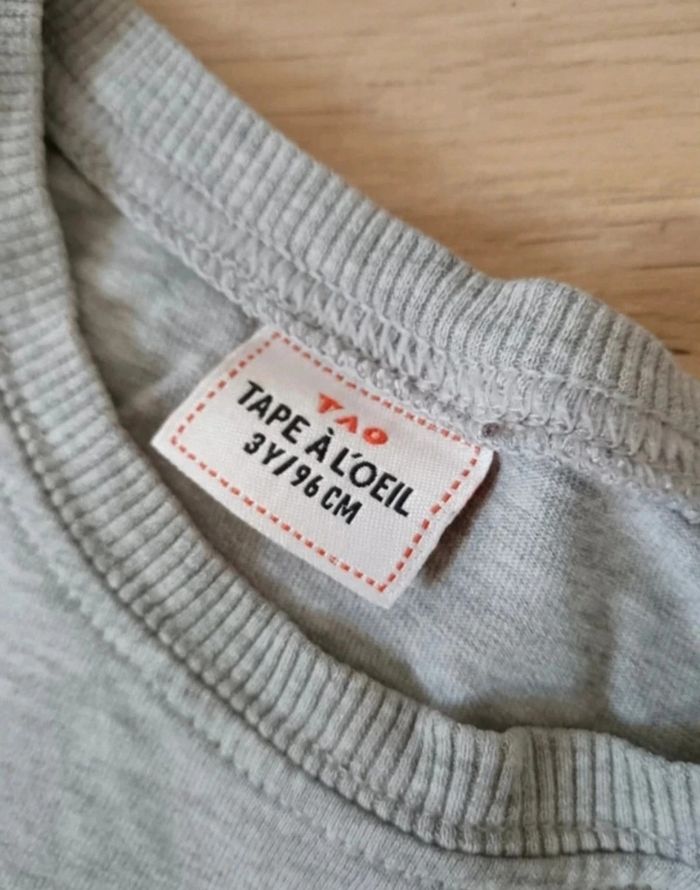 TAO
TAPE À L'OEIL
3Y/96 CM